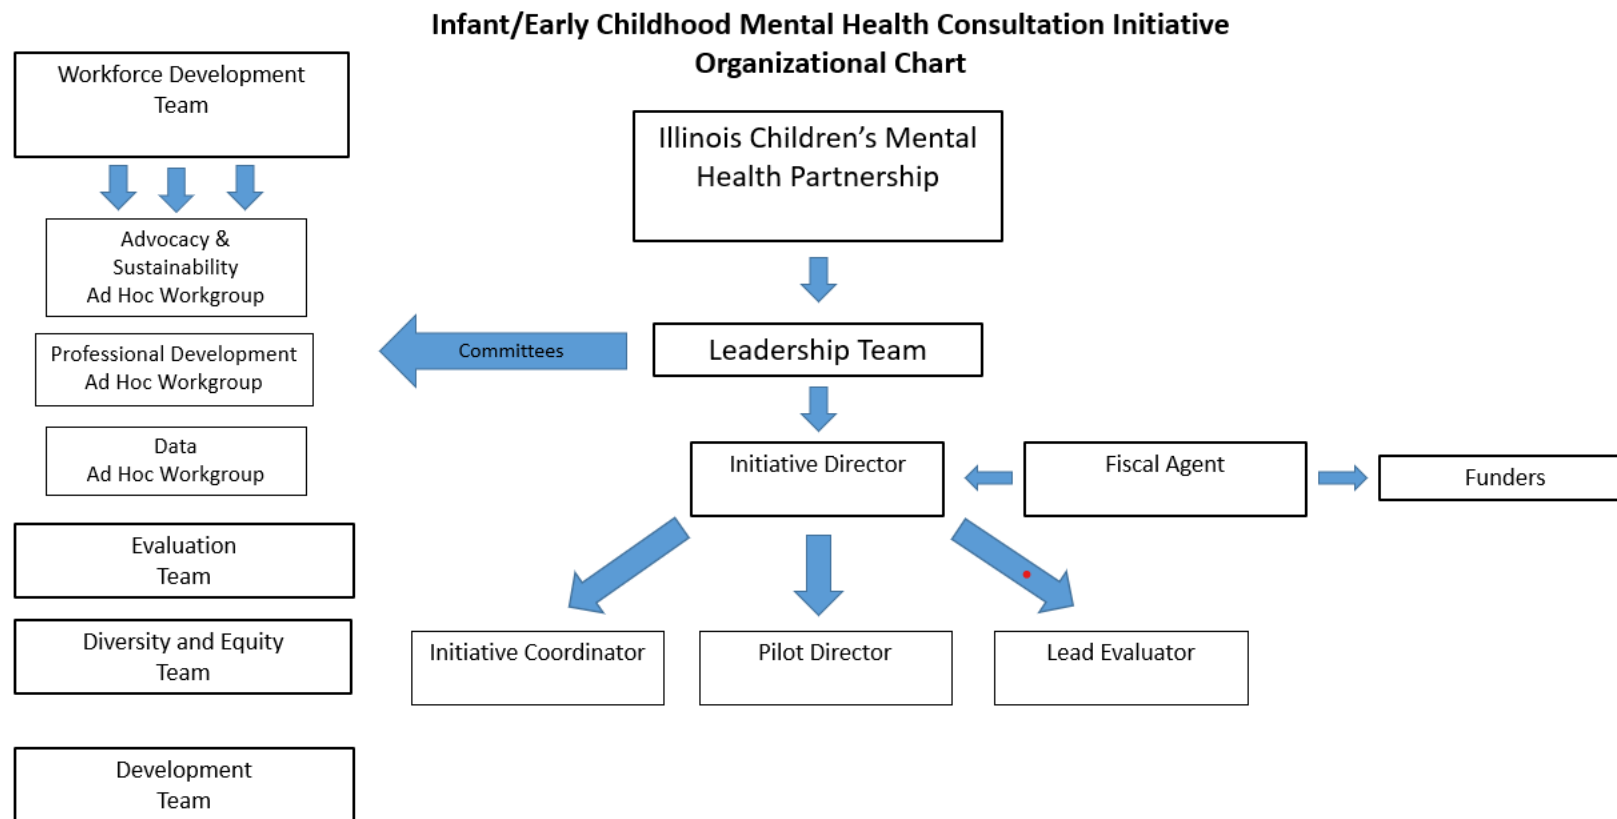 Infant/Early Childhood Mental Health Consultation Initiative
Organizational Chart
Workforce Development
Team
Advocacy &
Sustainability
Ad Hoc Workgroup
Professional Development
Ad Hoc Workgroup
Data
Ad Hoc Workgroup
Evaluation
Team
Diversity and Equity
Team
Development
Team
Illinois Children’s Mental
Health Partnership
Committees
Leadership Team
Initiative Director
Fiscal Agent
Funders
Initiative Coordinator
Pilot Director
Lead Evaluator